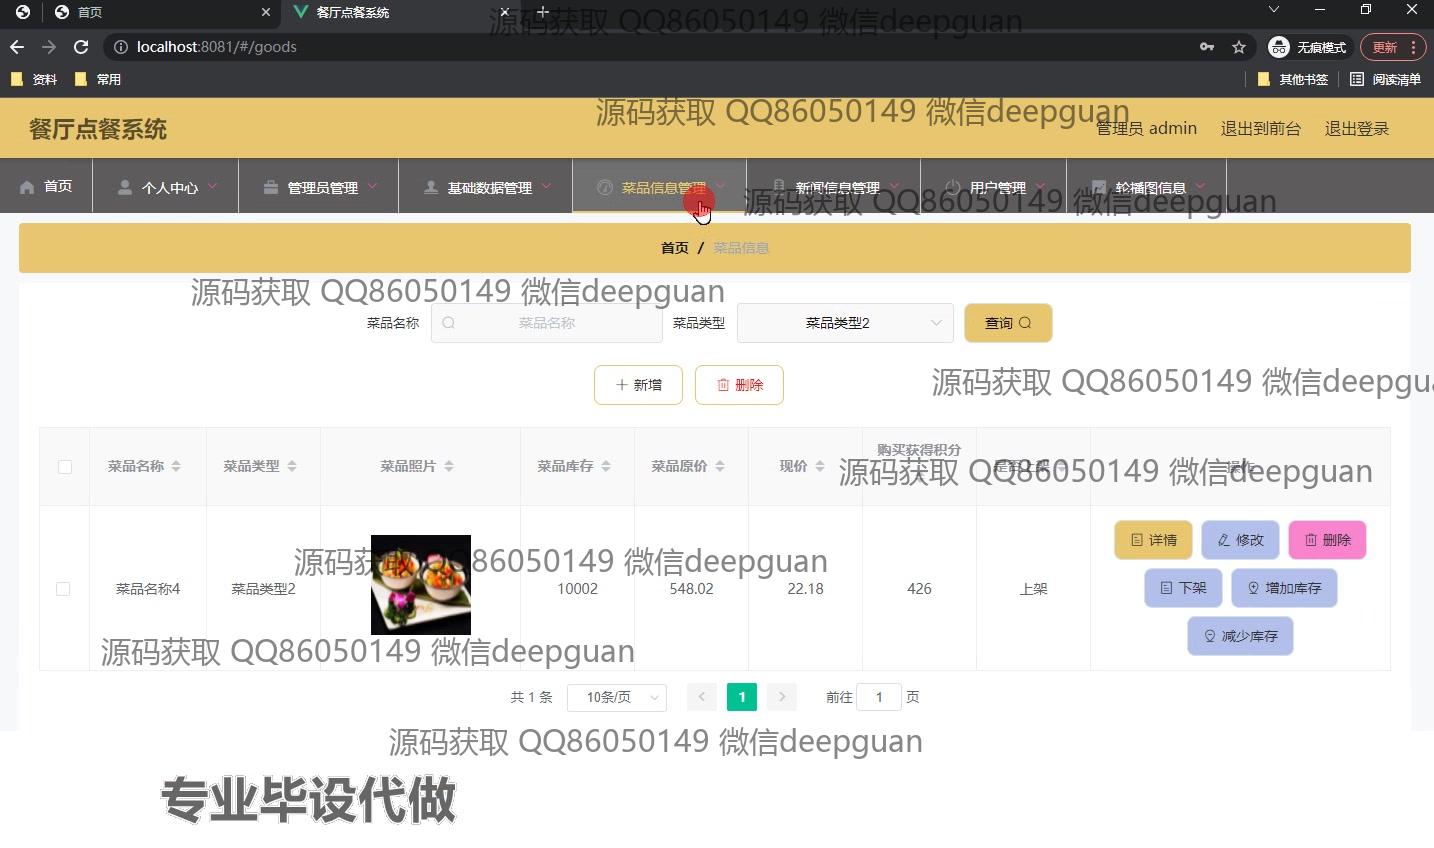 首页
餐厅点餐系统
源码获取 QQ86050149 微信deepguan
localhost:8081/#/goods
无痕模式
更新
资料
常用
其他书签
阅读清单
源码获取 QQ86050149 微信deepguan
餐厅点餐系统
管理员 admin
退出到前台
退出登录
首页
个人中心
管理员管理
基础数据管理
菜品信息管理
新闻信息管理
用户管理
轮播图信息
源码获取 QQ86050149 微信deepguan
首页 / 菜品信息
源码获取 QQ86050149 微信deepguan
菜品名称
菜品名称
菜品类型
菜品类型2
查询
新增
删除
源码获取 QQ86050149 微信deepgua
菜品名称
菜品类型
菜品照片
菜品库存
菜品原价
现价
购买获得积分
是否上架
操作
源码获取 QQ86050149 微信deepguan
菜品名称4
菜品类型2
10002
548.02
22.18
426
上架
详情
修改
删除
下架
增加库存
减少库存
源码获取 QQ86050149 微信deepguan
源码获取 QQ86050149 微信deepguan
共 1 条
10条/页
1
前往 1 页
源码获取 QQ86050149 微信deepguan
专业毕设代做